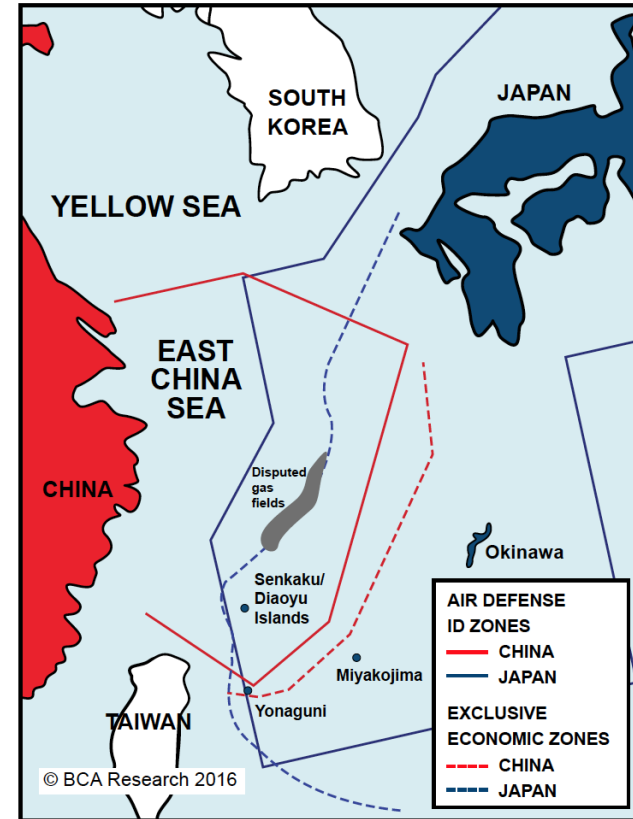 SOUTH
KOREA
JAPAN
YELLOW SEA
EAST
CHINA
SEA
CHINA
Disputed
gas
fields
Senkaku/
Diaoyu
Islands
Okinawa
Miyakojima
Yonaguni
TAIWAN
© BCA Research 2016
AIR DEFENSE
ID ZONES
CHINA
JAPAN
EXCLUSIVE
ECONOMIC ZONES
CHINA
JAPAN